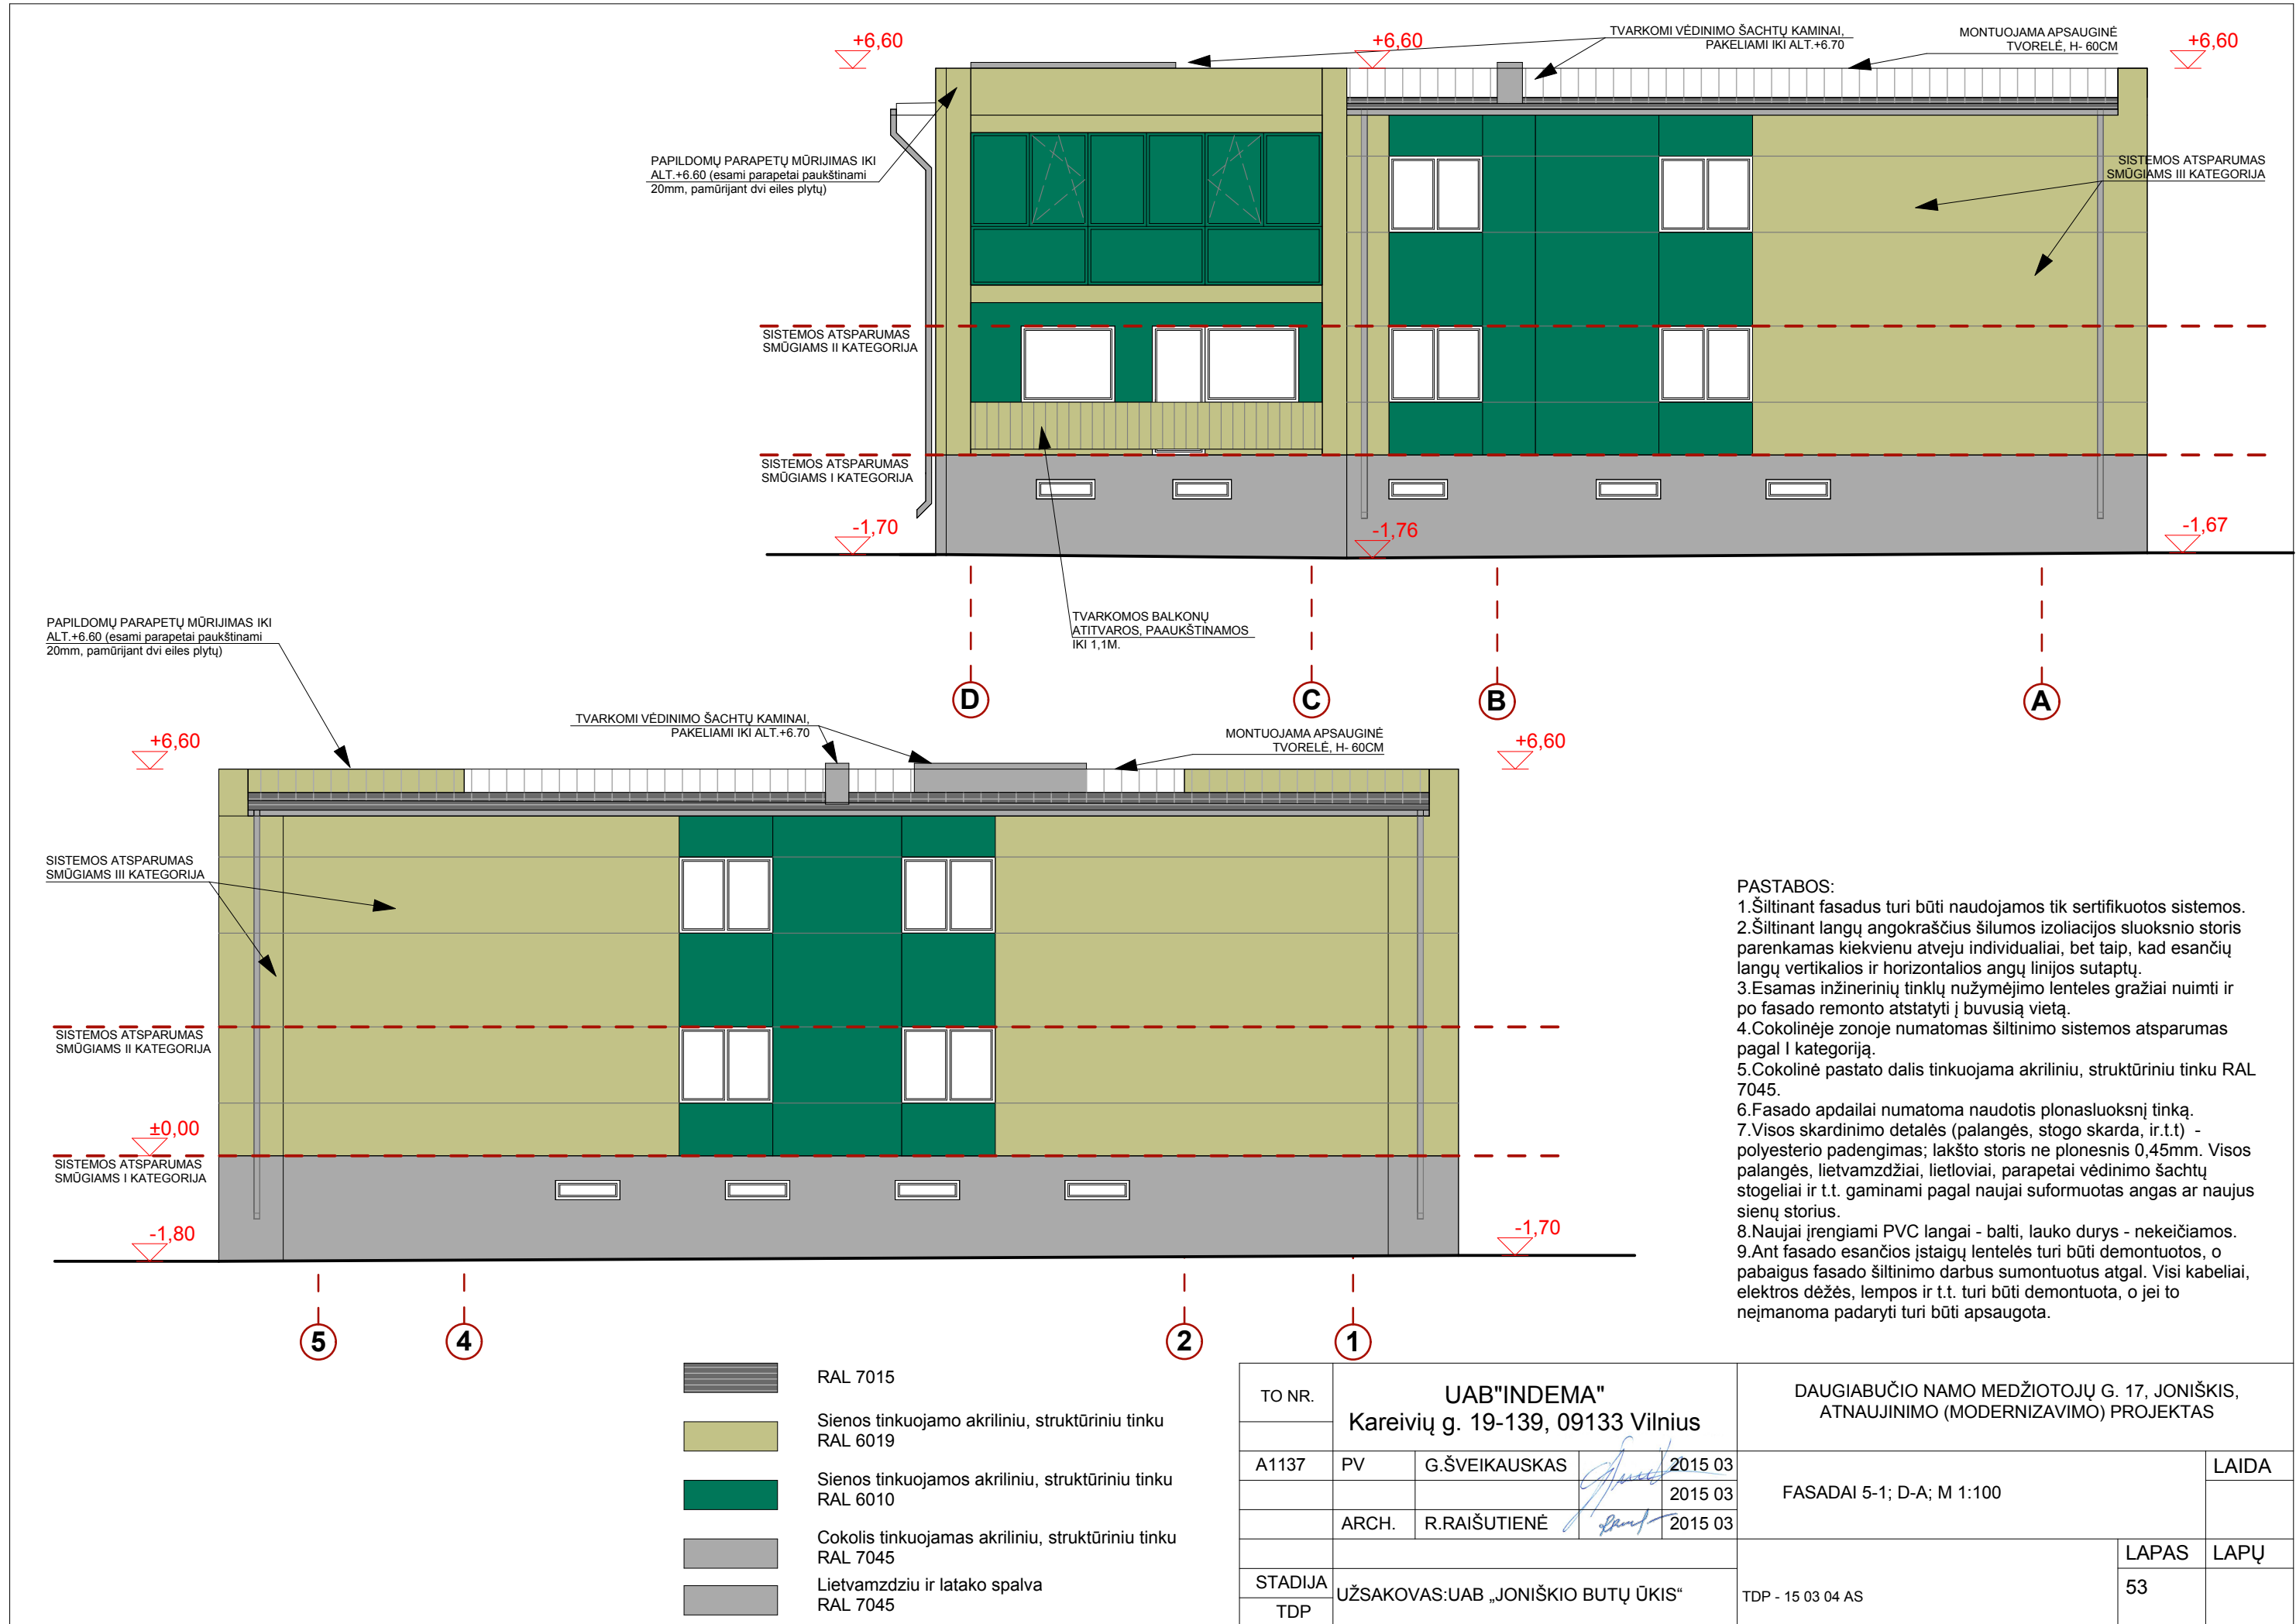 +6,60
+6,60
TVARKOMI VĖDINIMO ŠACHTŲ KAMINAI,
PAKELIAMI IKI ALT.+6.70
MONTUOJAMA APSAUGINĖ
TVORELĖ, H- 60CM
+6,60
PAPILDOMŲ PARAPETŲ MŪRIJIMAS IKI
ALT.+6.60 (esami parapetai paukštinami
20mm, pamūrijant dvi eiles plytų)
SISTEMOS ATSPARUMAS
SMŪGIAMS III KATEGORIJA
SISTEMOS ATSPARUMAS
SMŪGIAMS II KATEGORIJA
SISTEMOS ATSPARUMAS
SMŪGIAMS I KATEGORIJA
-1,70
-1,76
-1,67
TVARKOMOS BALKONŲ
ATITVAROS, PAAUKŠTINAMOS
IKI 1,1M.
D
C
B
A
PAPILDOMŲ PARAPETŲ MŪRIJIMAS IKI
ALT.+6.60 (esami parapetai paukštinami
20mm, pamūrijant dvi eiles plytų)
TVARKOMI VĖDINIMO ŠACHTŲ KAMINAI,
PAKELIAMI IKI ALT.+6.70
MONTUOJAMA APSAUGINĖ
TVORELĖ, H- 60CM
+6,60
+6,60
SISTEMOS ATSPARUMAS
SMŪGIAMS III KATEGORIJA
SISTEMOS ATSPARUMAS
SMŪGIAMS II KATEGORIJA
±0,00
SISTEMOS ATSPARUMAS
SMŪGIAMS I KATEGORIJA
-1,80
-1,70
5
4
2
1
PASTABOS:
1.Šiltinant fasadus turi būti naudojamos tik sertifikuotos sistemos.
2.Šiltinant langų angokraščius šilumos izoliacijos sluoksnio storis
parenkamas kiekvienu atveju individualiai, bet taip, kad esančių
langų vertikalios ir horizontalios angų linijos sutaptų.
3.Esamas inžinerinių tinklų nužymėjimo lenteles gražiai nuimti ir
po fasado remonto atstatyti į buvusią vietą.
4.Cokolinėje zonoje numatomas šiltinimo sistemos atsparumas
pagal I kategoriją.
5.Cokolinė pastato dalis tinkuojama akriliniu, struktūriniu tinku RAL
7045.
6.Fasado apdailai numatoma naudotis plonasluoksnį tinką.
7.Visos skardinimo detalės (palangės, stogo skarda, ir.t.t) -
polyesterio padengimas; lakšto storis ne plonesnis 0,45mm. Visos
palangės, lietvamzdžiai, lietloviai, parapetai vėdinimo šachtų
stogeliai ir t.t. gaminami pagal naujai suformuotas angas ar naujus
sienų storius.
8.Naujai įrengiami PVC langai - balti, lauko durys - nekeičiamos.
9.Ant fasado esančios įstaigų lentelės turi būti demontuotos, o
pabaigus fasado šiltinimo darbus sumontuotus atgal. Visi kabeliai,
elektros dėžės, lempos ir t.t. turi būti demontuota, o jei to
neįmanoma padaryti turi būti apsaugota.
RAL 7015
Sienos tinkuojamo akriliniu, struktūriniu tinku
RAL 6019
Sienos tinkuojamos akriliniu, struktūriniu tinku
RAL 6010
Cokolis tinkuojamas akriliniu, struktūriniu tinku
RAL 7045
Lietvamzdziu ir latako spalva
RAL 7045
TO NR.
UAB"INDEMA"
Kareivių g. 19-139, 09133 Vilnius
DAUGIABUČIO NAMO MEDŽIOTOJŲ G. 17, JONIŠKIS,
ATNAUJINIMO (MODERNIZAVIMO) PROJEKTAS
A1137 PV G.ŠVEIKAUSKAS 2015 03
2015 03
ARCH. R.RAIŠUTIENĖ 2015 03
FASADAI 5-1; D-A; M 1:100
LAIDA
STADIJA
TDP
UŽSAKOVAS:UAB „JONIŠKIO BUTŲ ŪKIS“
TDP - 15 03 04 AS
LAPAS LAPŲ
53